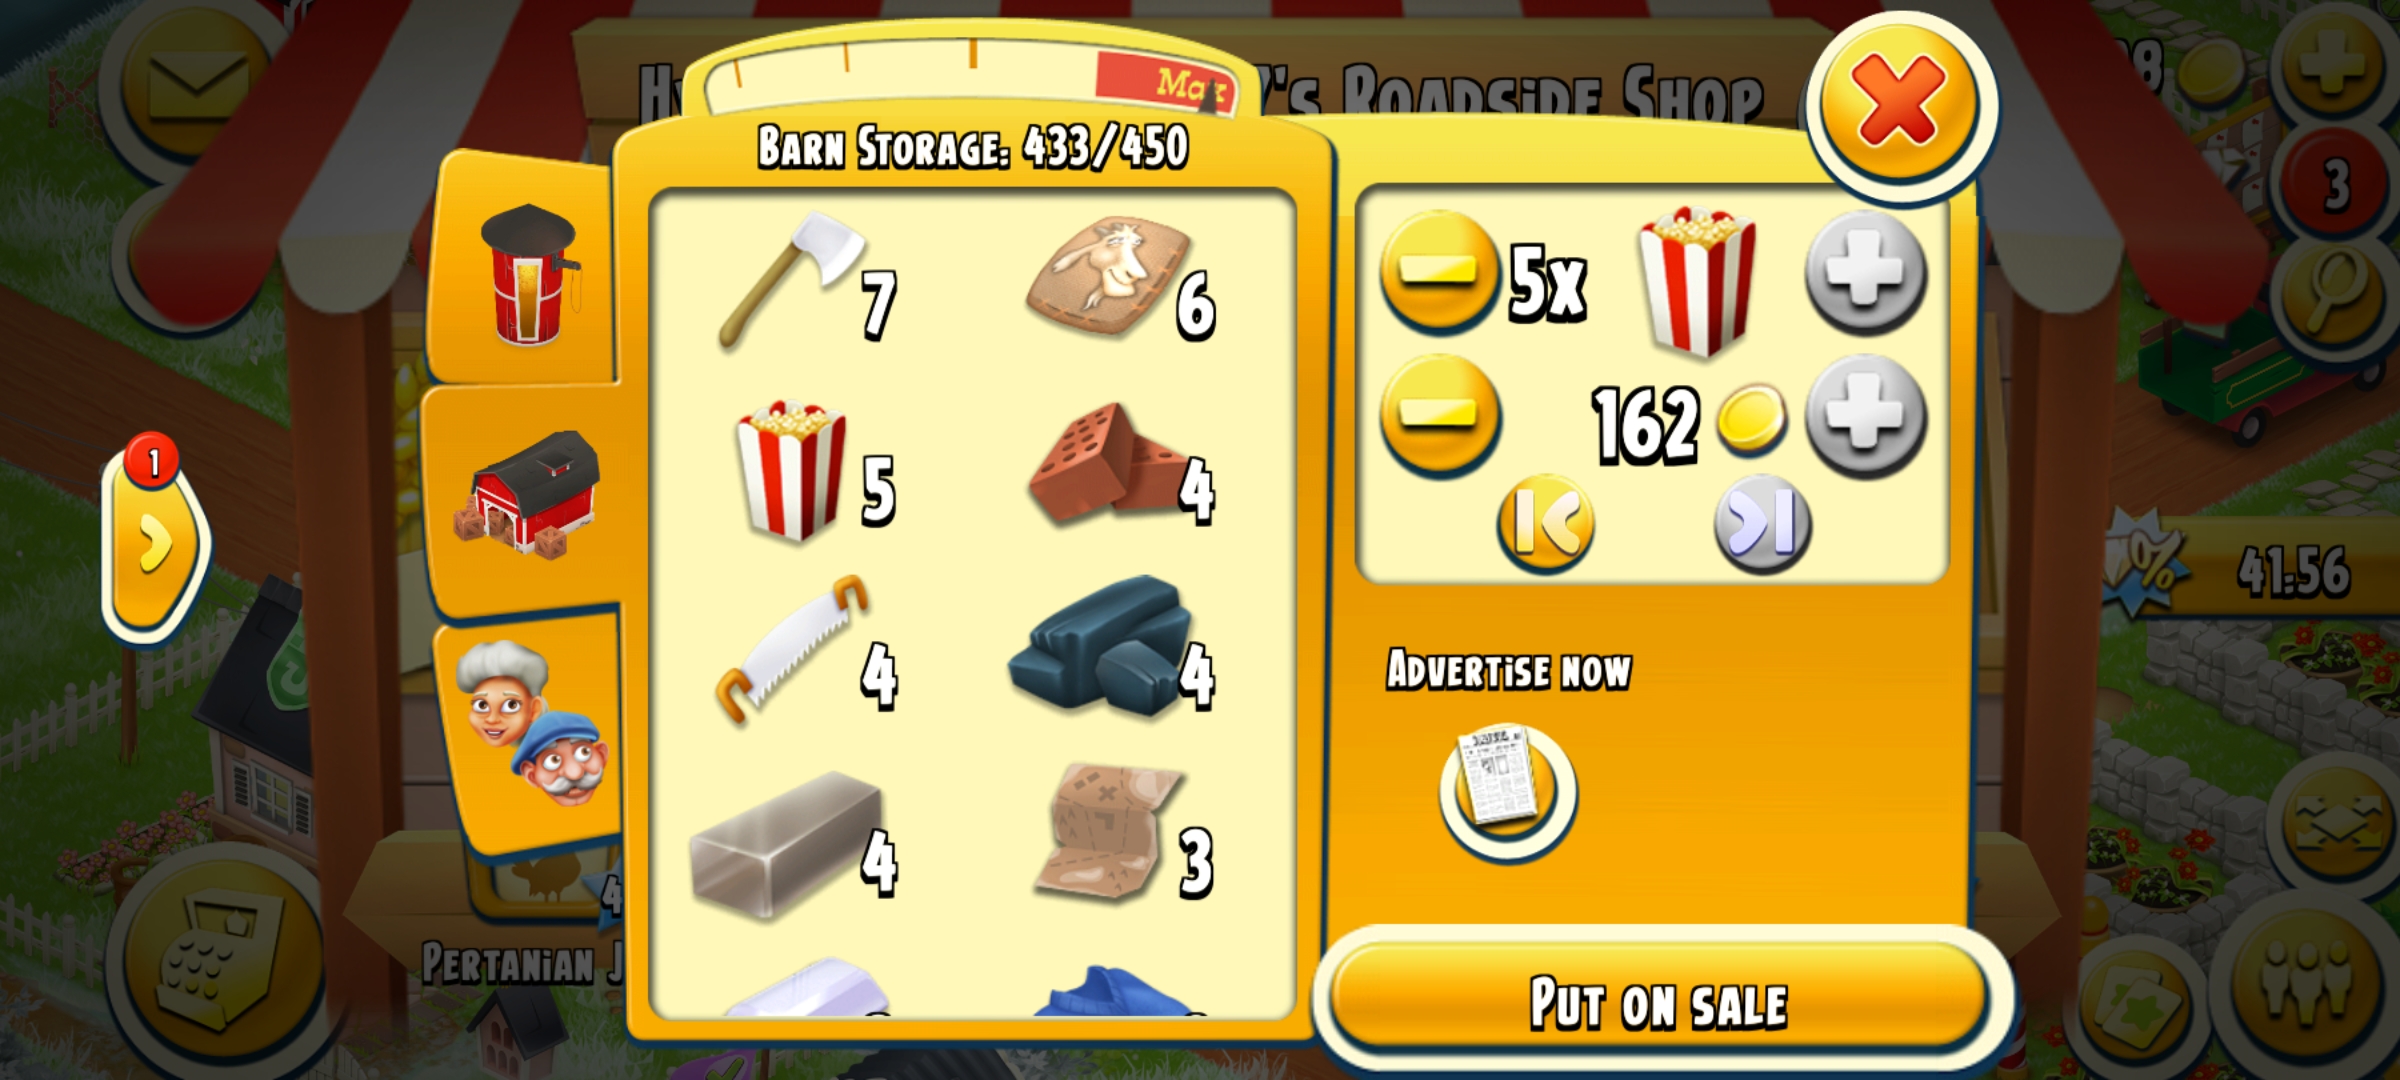 'S ROADSIDE SHOP
Max
BARN STORAGE: 433/450
7
6
5
4
4
4
4
3
5x
162
ADVERTISE NOW
PUT ON SALE
1
3
41:56
PERTANIAN